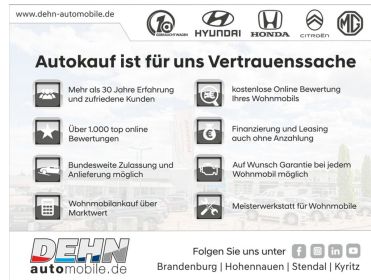 www.dehn-automobile.de
GEBRAUCHTWAGEN
HYUNDAI
HONDA
CITROËN
MG
Autokauf ist für uns Vertrauenssache
Mehr als 30 Jahre Erfahrung
und zufriedene Kunden
kostenlose Online Bewertung
Ihres Wohnmobils
Über 1.000 top online
Bewertungen
Finanzierung und Leasing
auch ohne Anzahlung
Bundesweite Zulassung und
Anlieferung möglich
Auf Wunsch Garantie bei jedem
Wohnmobil möglich
Wohnmobilankauf über
Marktwert
Meisterwerkstatt für Wohnmobile
DEHN
automobile.de
Folgen Sie uns unter
Brandenburg | Hohennauen | Stendal | Kyritz